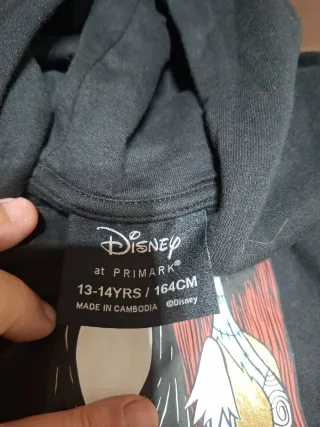 Disney
at PRIMARK®
13-14YRS / 164CM
MADE IN CAMBODIA ©Disney